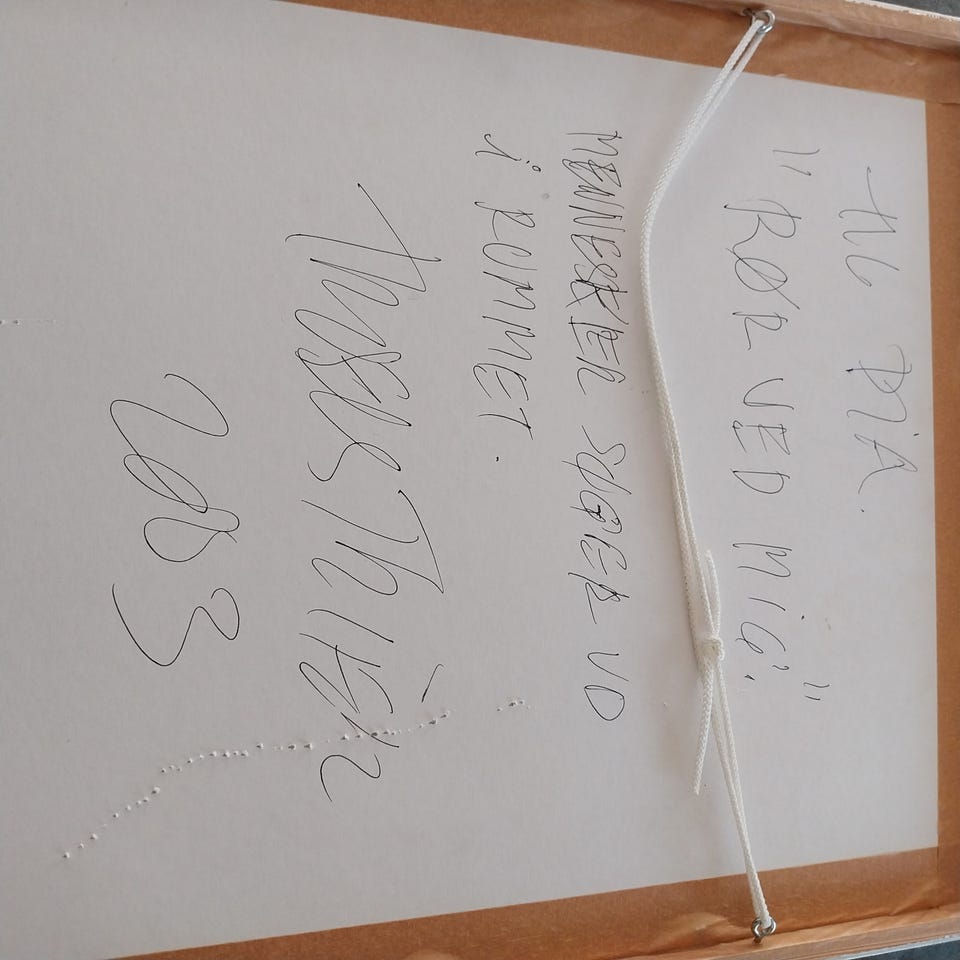 TIL PIA.
"RØR VED MIG."
MENNESKER SØGER UD
i RUMMET.
2003